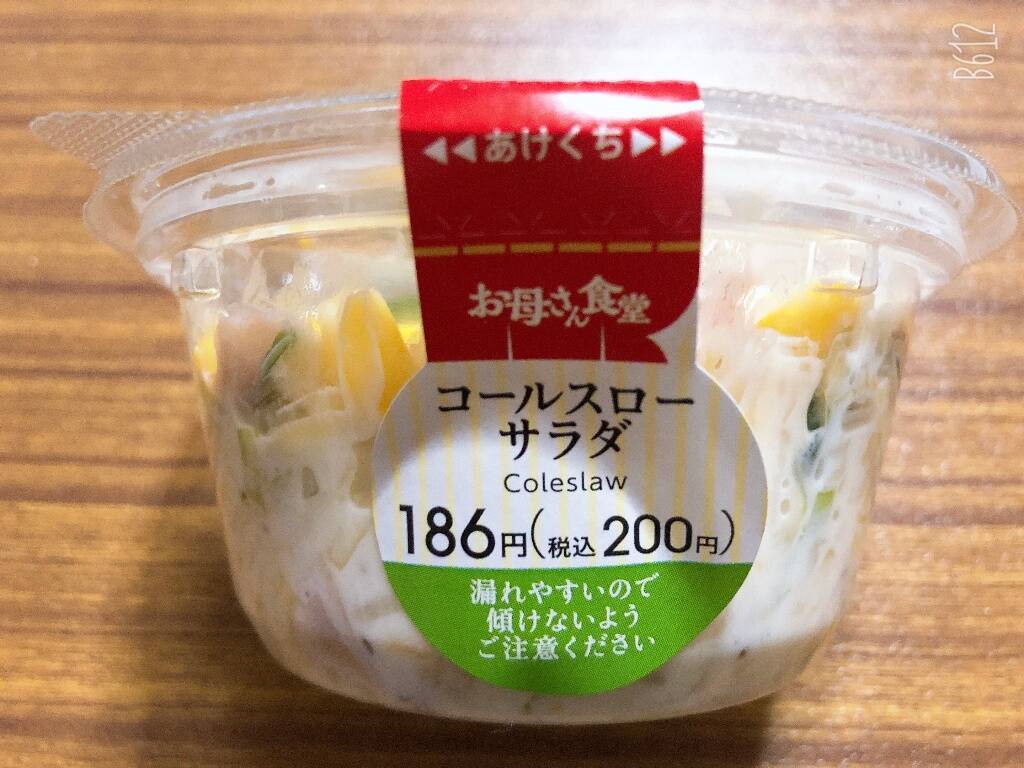 B612
◀◀あけくち▶▶
お母さん食堂
コールスロー
サラダ
Coleslaw
186円(税込200円)
漏れやすいので
傾けないよう
ご注意ください